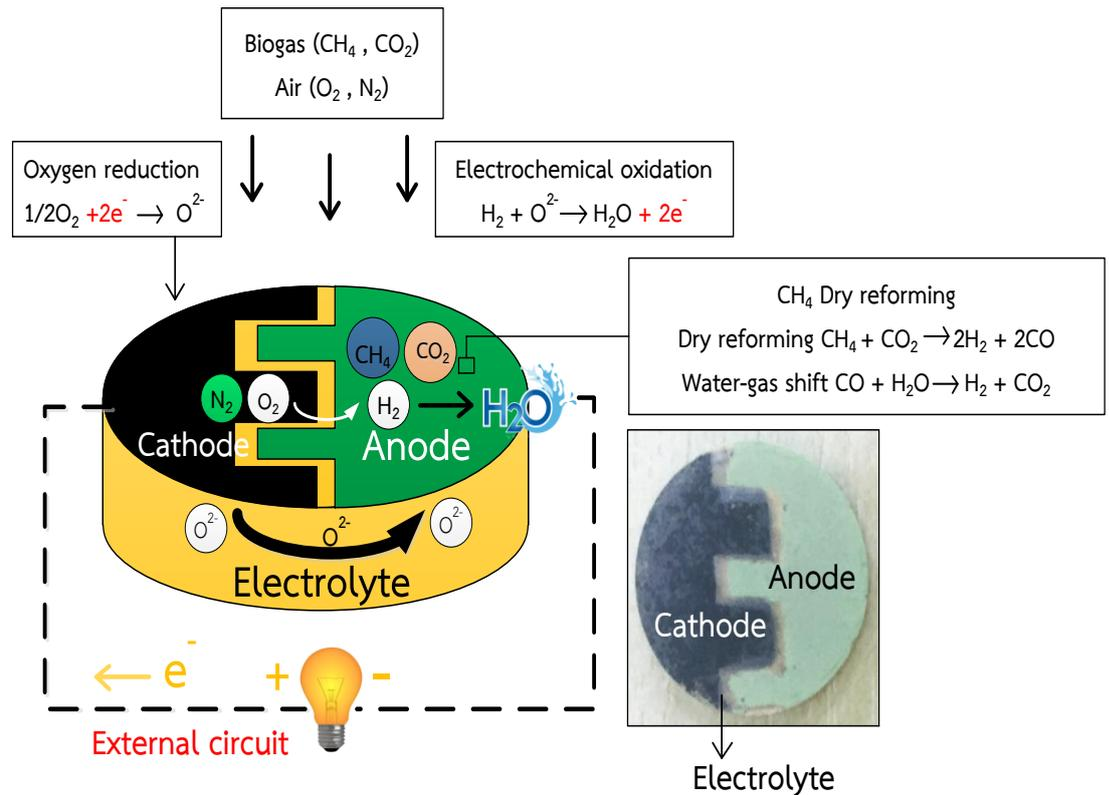 Biogas (CH₄ , CO₂)
Air (O₂ , N₂)
Oxygen reduction
1/2O₂ +2e⁻ → O²⁻
Electrochemical oxidation
H₂ + O²⁻→H₂O + 2e⁻
CH₄ Dry reforming
Dry reforming CH₄ + CO₂ →2H₂ + 2CO
Water-gas shift CO + H₂O→ H₂ + CO₂
CH₄
CO₂
N₂
O₂
H₂
H₂O
Cathode
Anode
O²⁻
O²⁻
O²⁻
Electrolyte
e⁻
+
-
External circuit
Anode
Cathode
Electrolyte